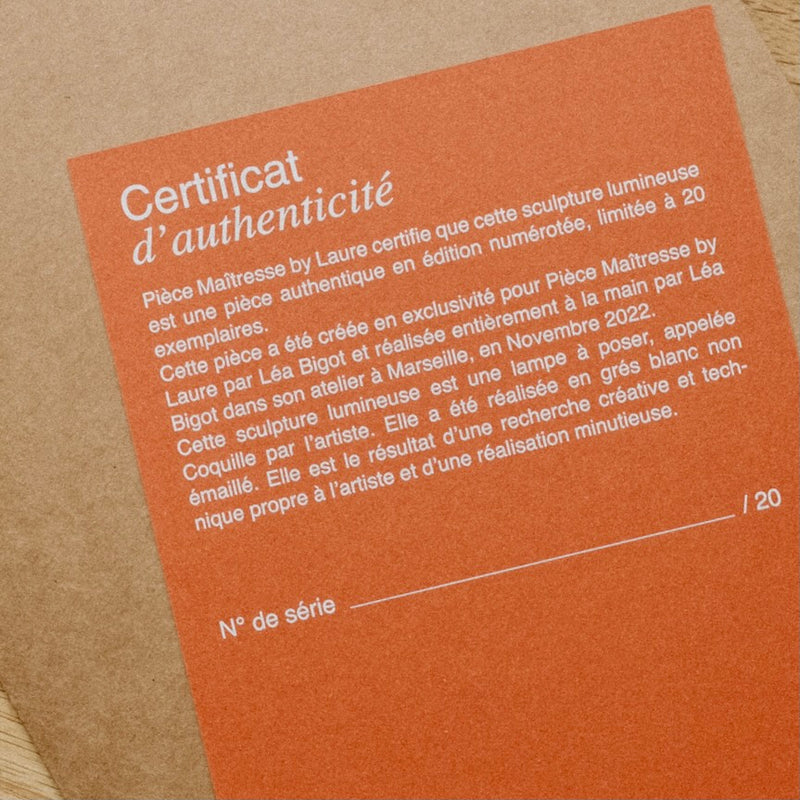 Certificat
d'authenticité
Pièce Maîtresse by Laure certifie que cette sculpture lumineuse
est une pièce authentique en édition numérotée, limitée à 20
exemplaires.
Cette pièce a été créée en exclusivité pour Pièce Maîtresse by
Laure par Léa Bigot et réalisée entièrement à la main par Léa
Bigot dans son atelier à Marseille, en Novembre 2022.
Cette sculpture lumineuse est une lampe à poser, appelée
Coquille par l'artiste. Elle a été réalisée en grés blanc non
émaillé. Elle est le résultat d'une recherche créative et tech-
nique propre à l'artiste et d'une réalisation minutieuse.
N° de série ____________________ / 20